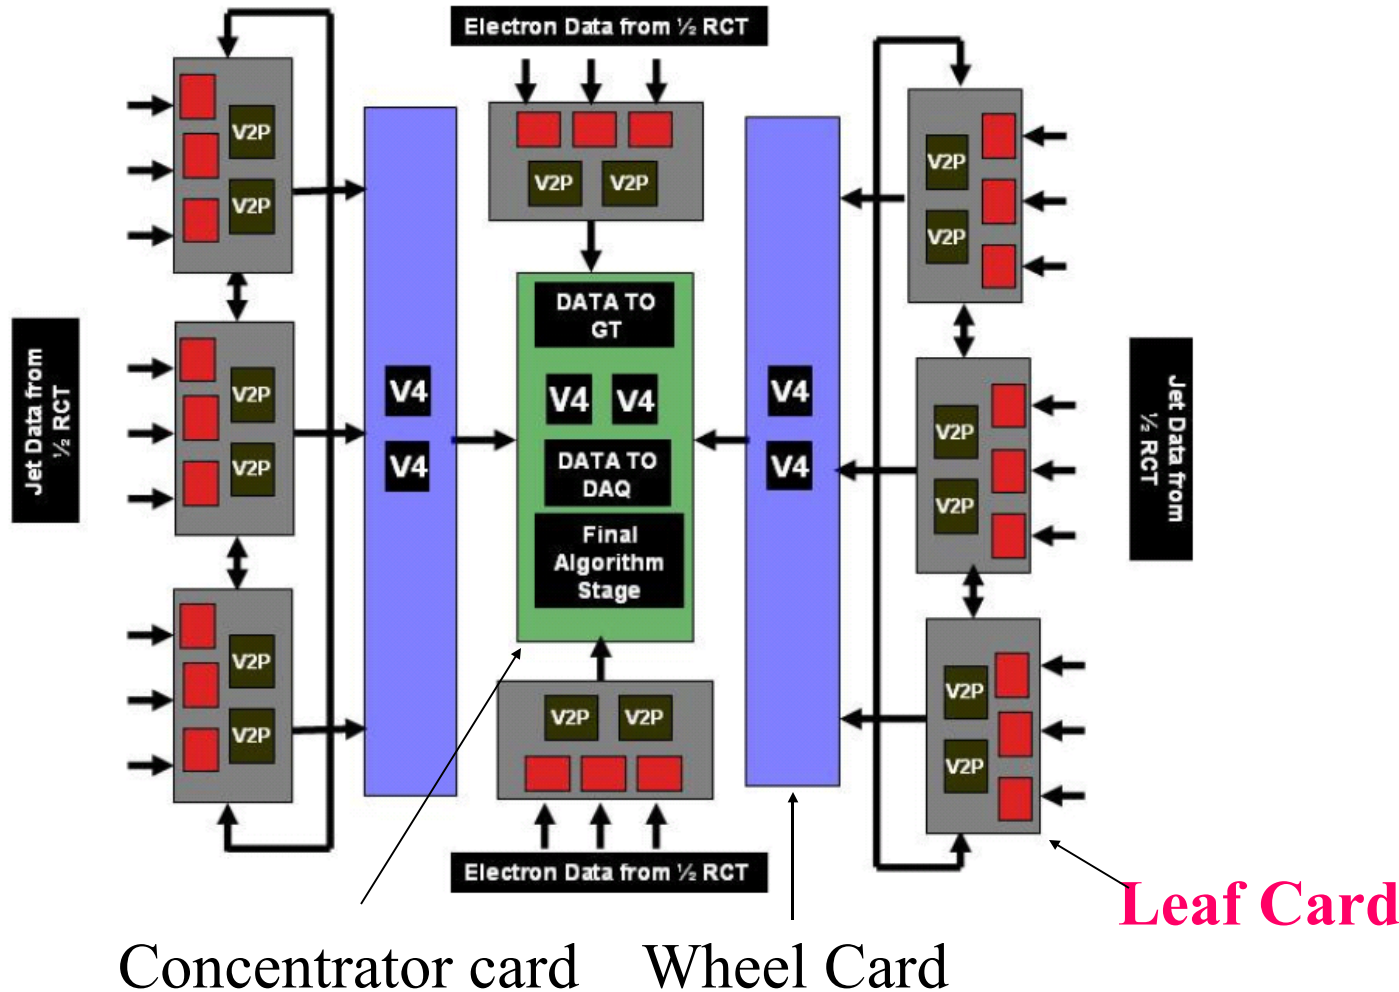 Electron Data from ½ RCT
V2P
V2P
V2P
V2P
V2P
V2P
V2P
V2P
DATA TO
GT
Jet Data from
½ RCT
V2P
V2P
V4
V4
V4 V4
V4
V4
V2P
V2P
Jet Data from
½ RCT
DATA TO
DAQ
Final
Algorithm
Stage
V2P
V2P
V2P V2P
V2P
V2P
Electron Data from ½ RCT
Leaf Card
Concentrator card
Wheel Card